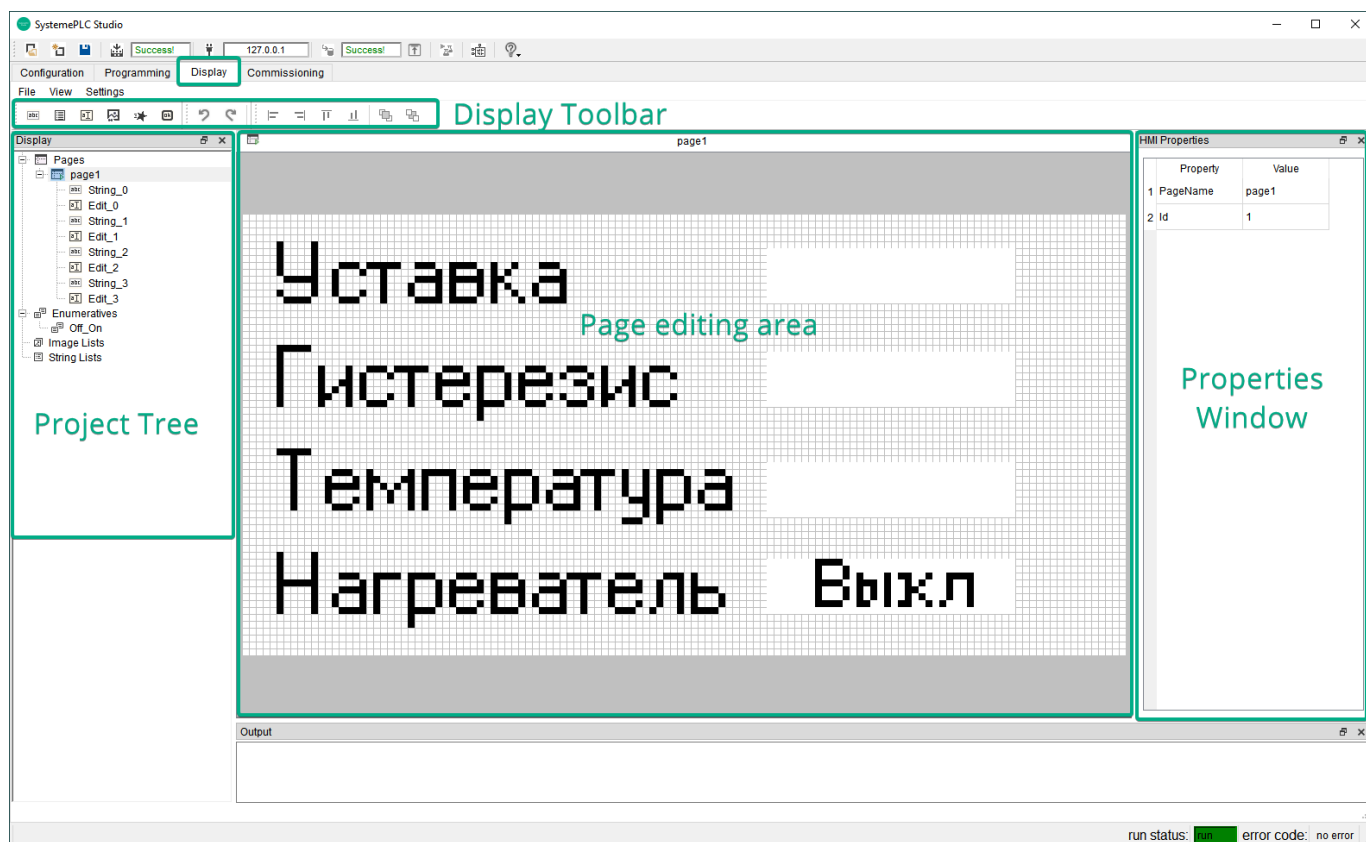 SystemePLC Studio
Success! 127.0.0.1 Success!
Configuration Programming Display Commissioning
File View Settings
Display Toolbar
Display
Pages
page1
String_0
Edit_0
String_1
Edit_1
String_2
Edit_2
String_3
Edit_3
Enumeratives
Off_On
Image Lists
String Lists
Project Tree
page1
Уставка
Page editing area
Гистерезис
Температура
Нагреватель Выкл
HMI Properties
Property Value
1 PageName page1
2 Id 1
Properties
Window
Output
run status: run error code: no error